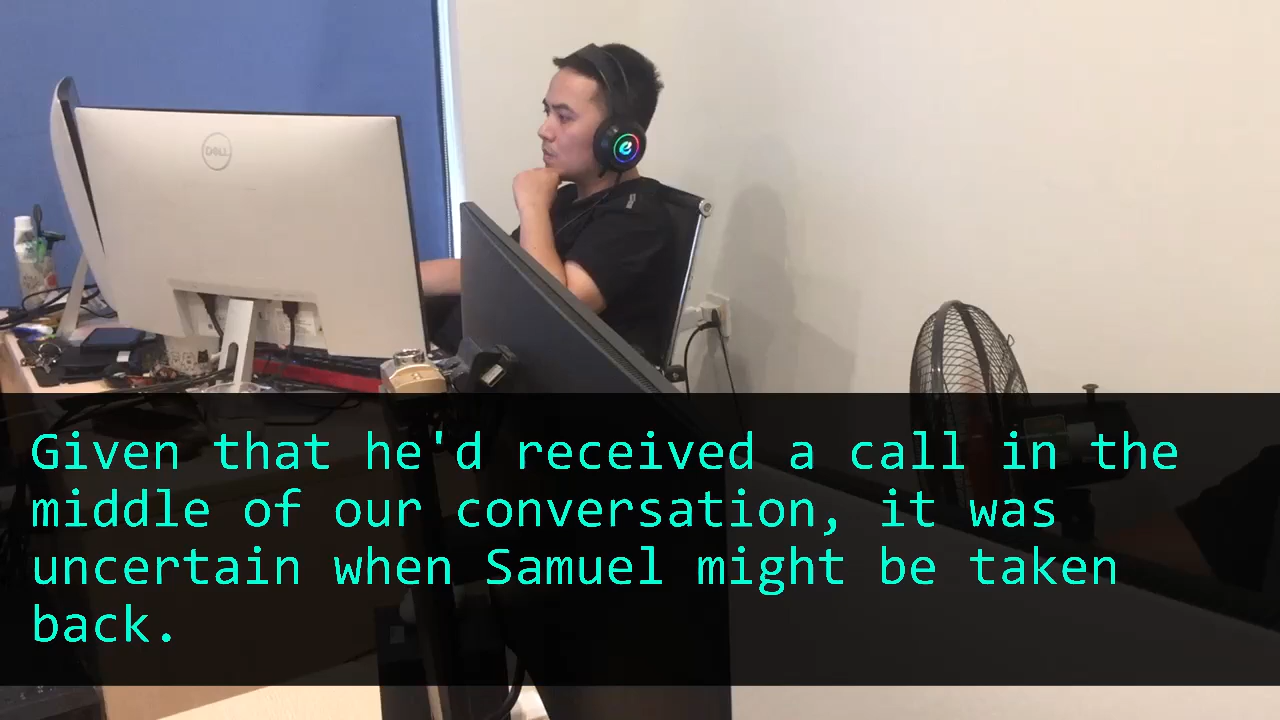 DELL
Given that he'd received a call in the
middle of our conversation, it was
uncertain when Samuel might be taken
back.